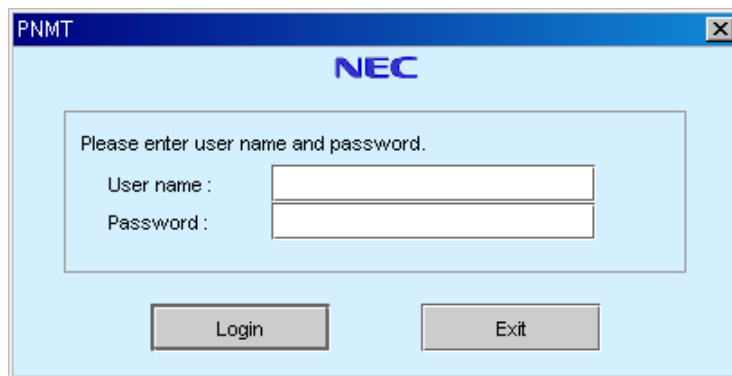 PNMT
NEC
Please enter user name and password.
User name :
Password :
Login Exit